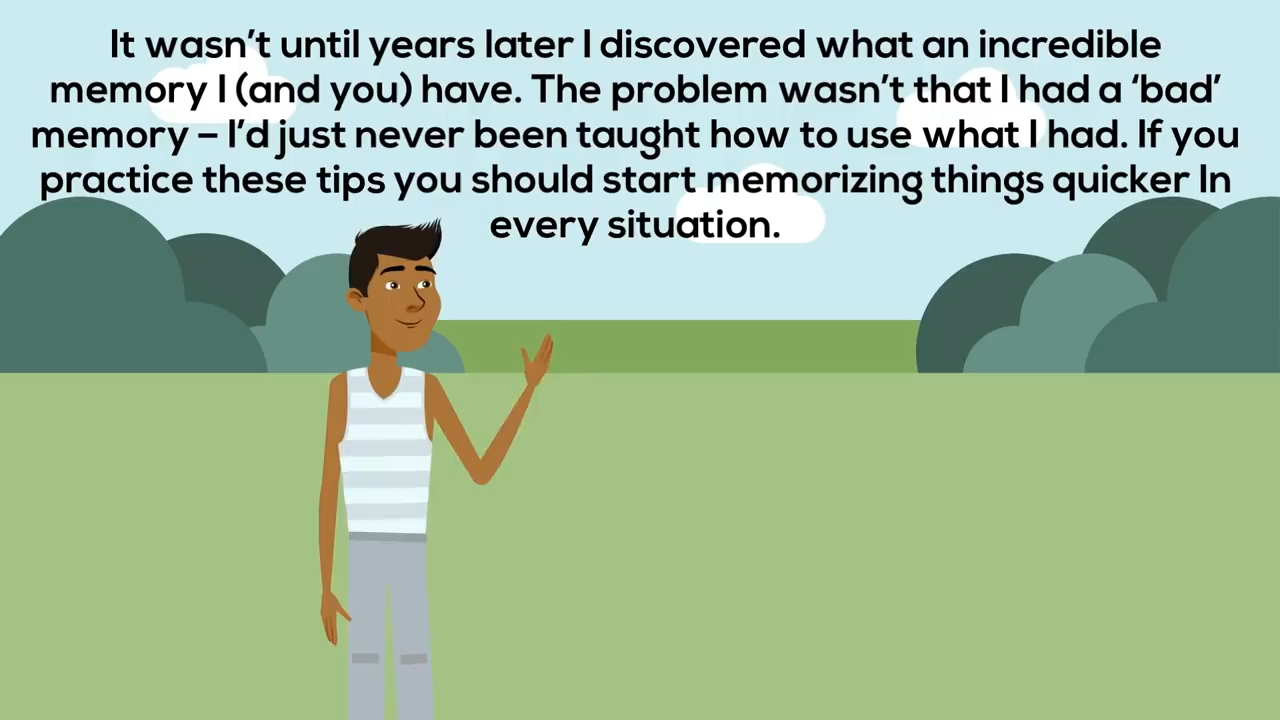 It wasn’t until years later I discovered what an incredible
memory I (and you) have. The problem wasn’t that I had a ‘bad’
memory – I’d just never been taught how to use what I had. If you
practice these tips you should start memorizing things quicker In
every situation.